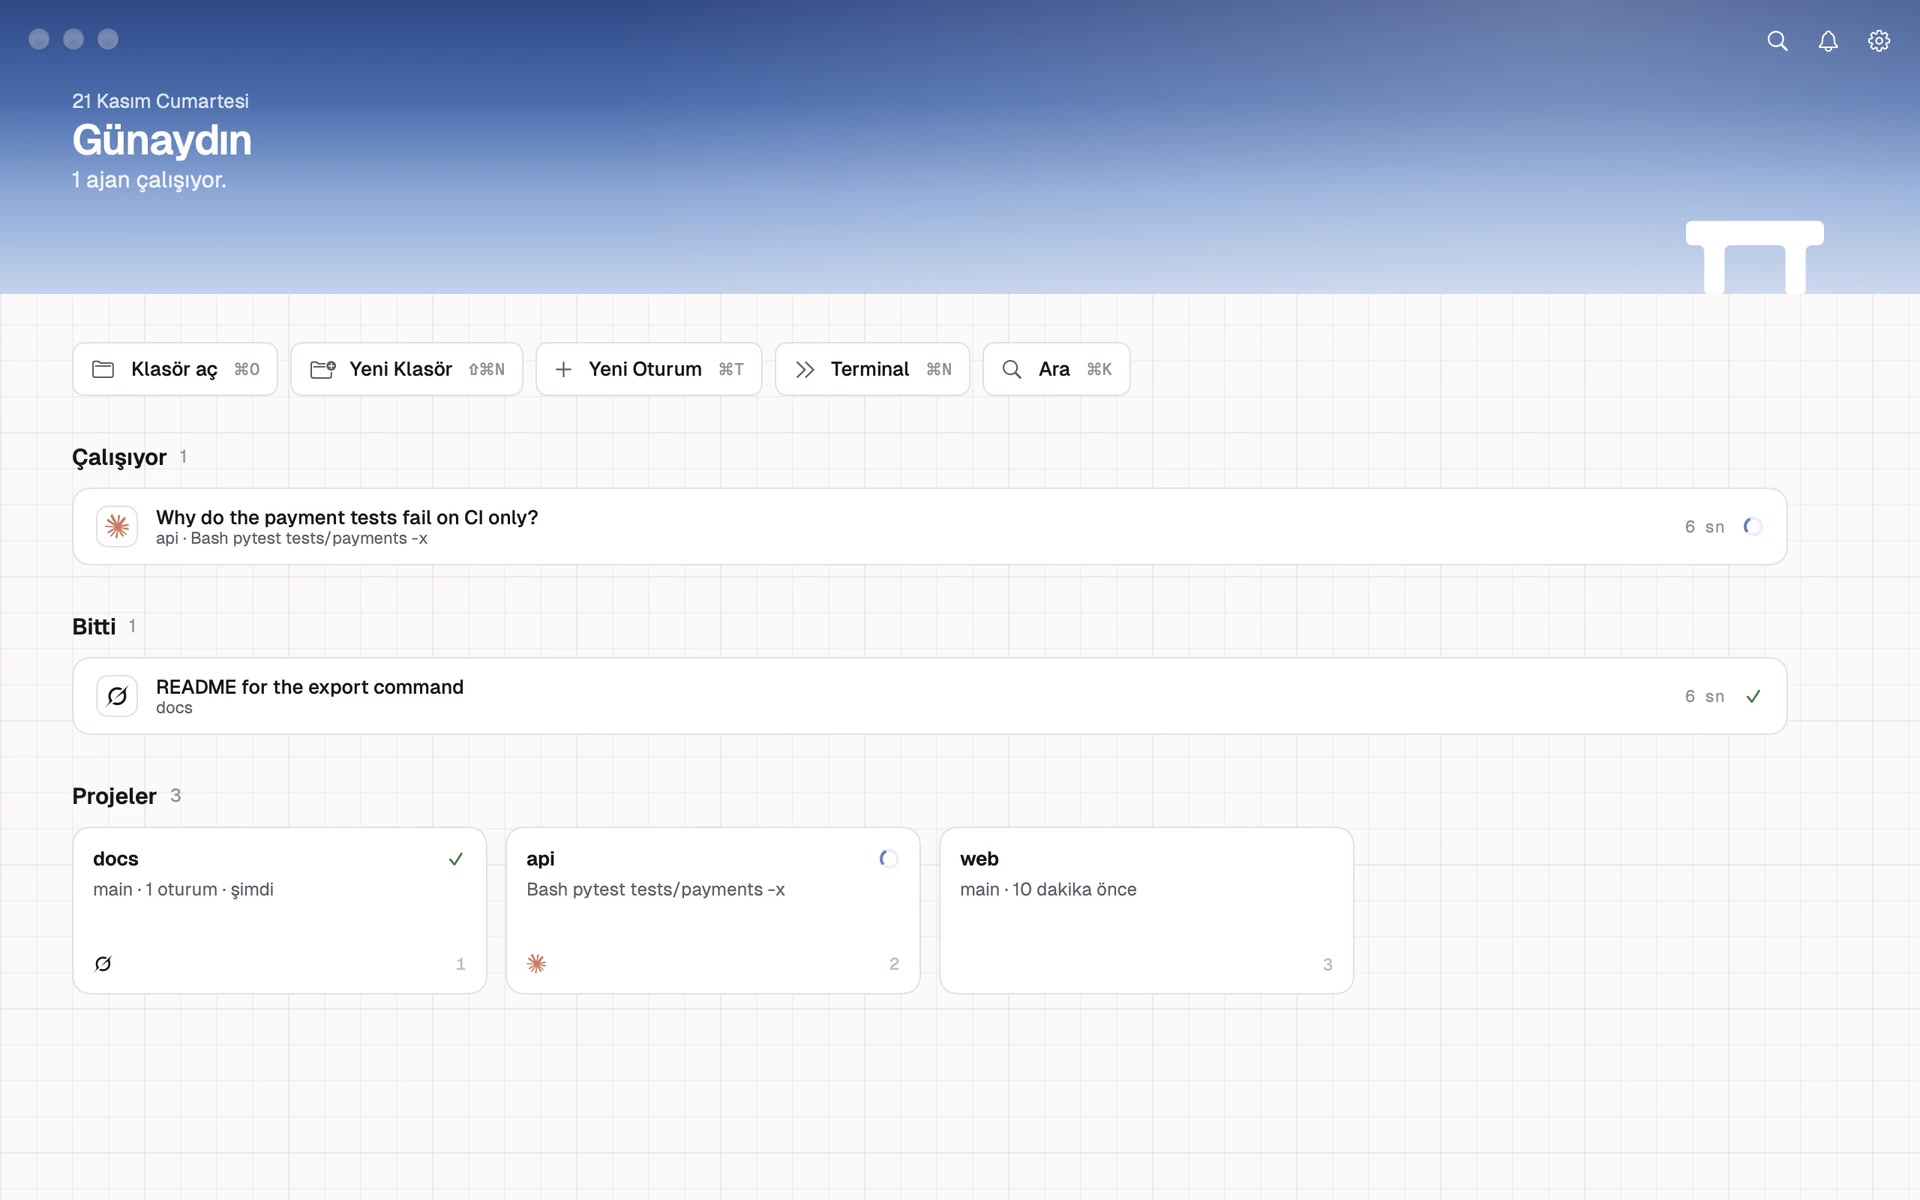 21 Kasım Cumartesi
Günaydın
1 ajan çalışıyor.
Klasör aç ⌘O
Yeni Klasör ⇧⌘N
Yeni Oturum ⌘T
Terminal ⌘N
Ara ⌘K
Çalışıyor 1
Why do the payment tests fail on CI only?
api · Bash pytest tests/payments -x
6 sn
Bitti 1
README for the export command
docs
6 sn
Projeler 3
docs
main · 1 oturum · şimdi
1
api
Bash pytest tests/payments -x
2
web
main · 10 dakika önce
3